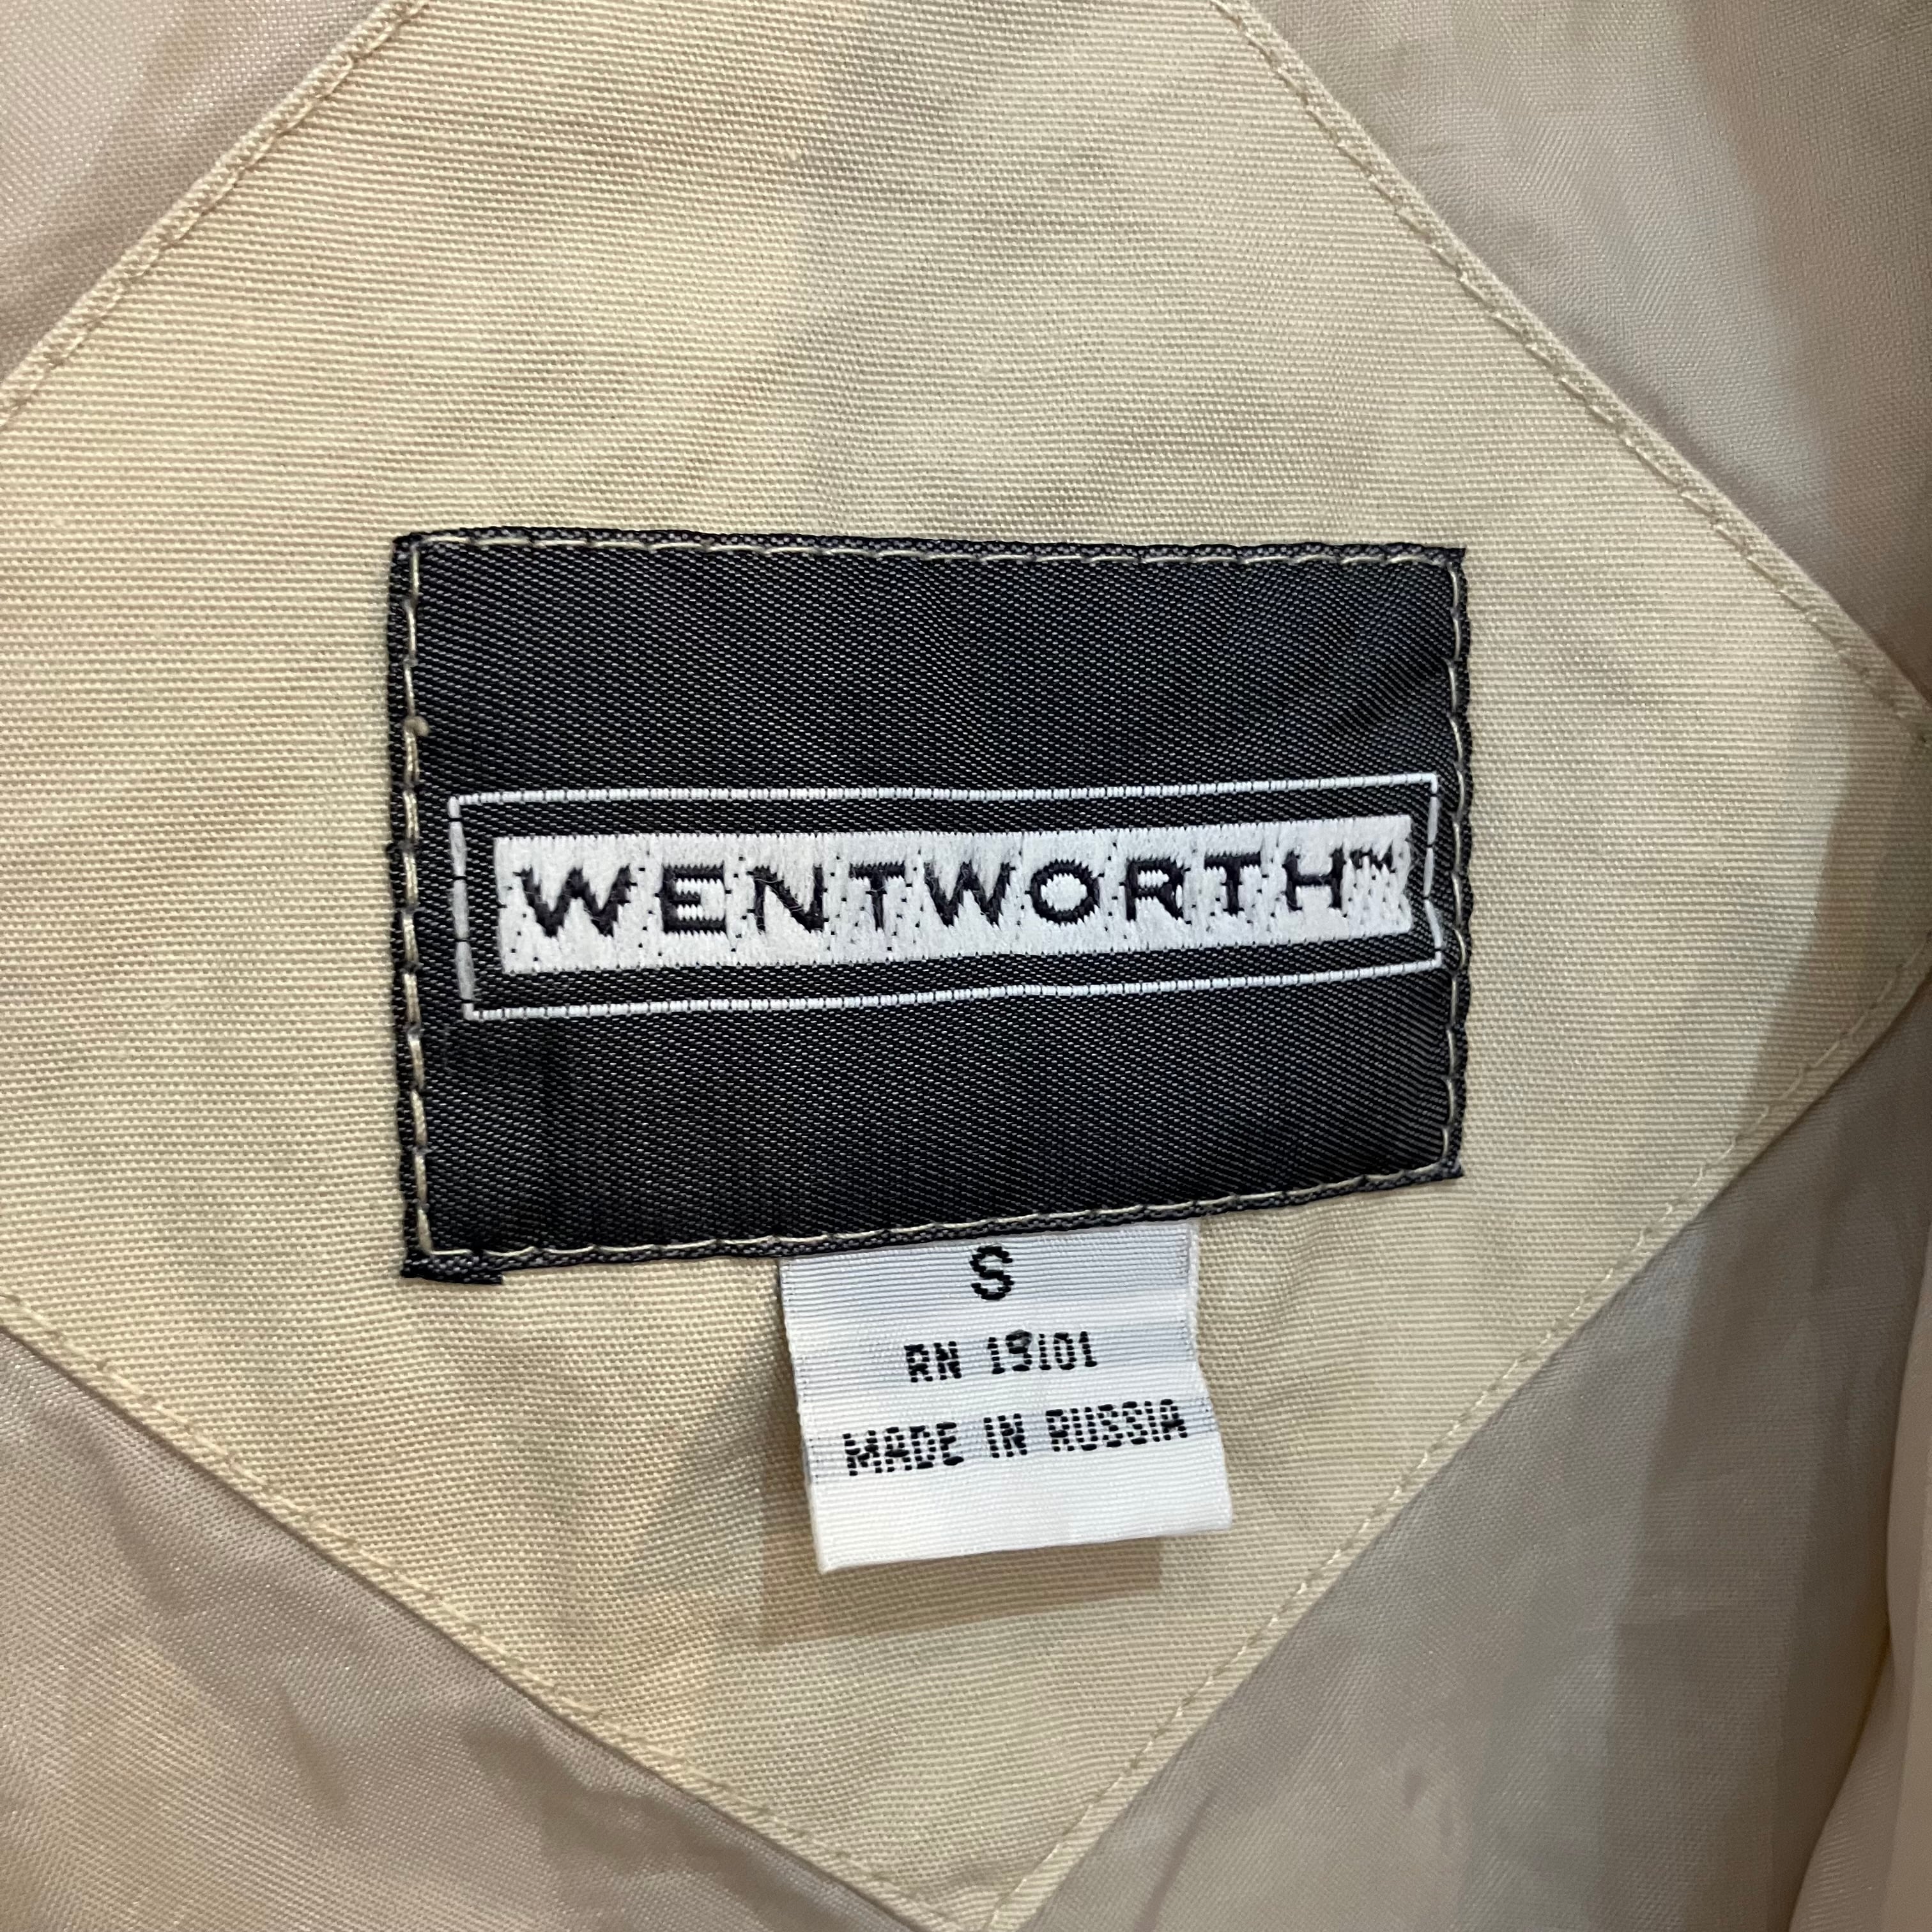 WENTWORTH™
S
RN 19101
MADE IN RUSSIA